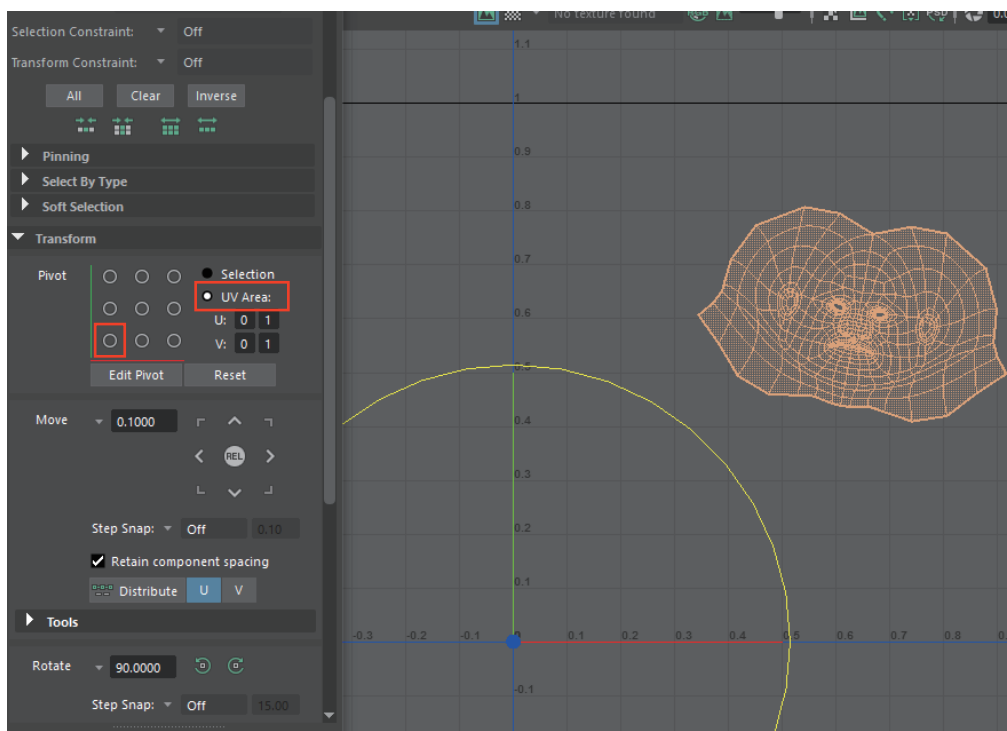 No texture found
RGB
PSD
0.0
Selection Constraint: Off
Transform Constraint: Off
All Clear Inverse
Pinning
Select By Type
Soft Selection
Transform
Pivot
Selection
UV Area:
U: 0 1
V: 0 1
Edit Pivot Reset
Move 0.1000
REL
Step Snap: Off 0.10
Retain component spacing
Distribute U V
Tools
Rotate 90.0000
Step Snap: Off 15.00
1.1
1
0.9
0.8
0.7
0.6
0.5
0.4
0.3
0.2
0.1
-0.3 -0.2 -0.1 0 0.1 0.2 0.3 0.4 0.5 0.6 0.7 0.8
-0.1